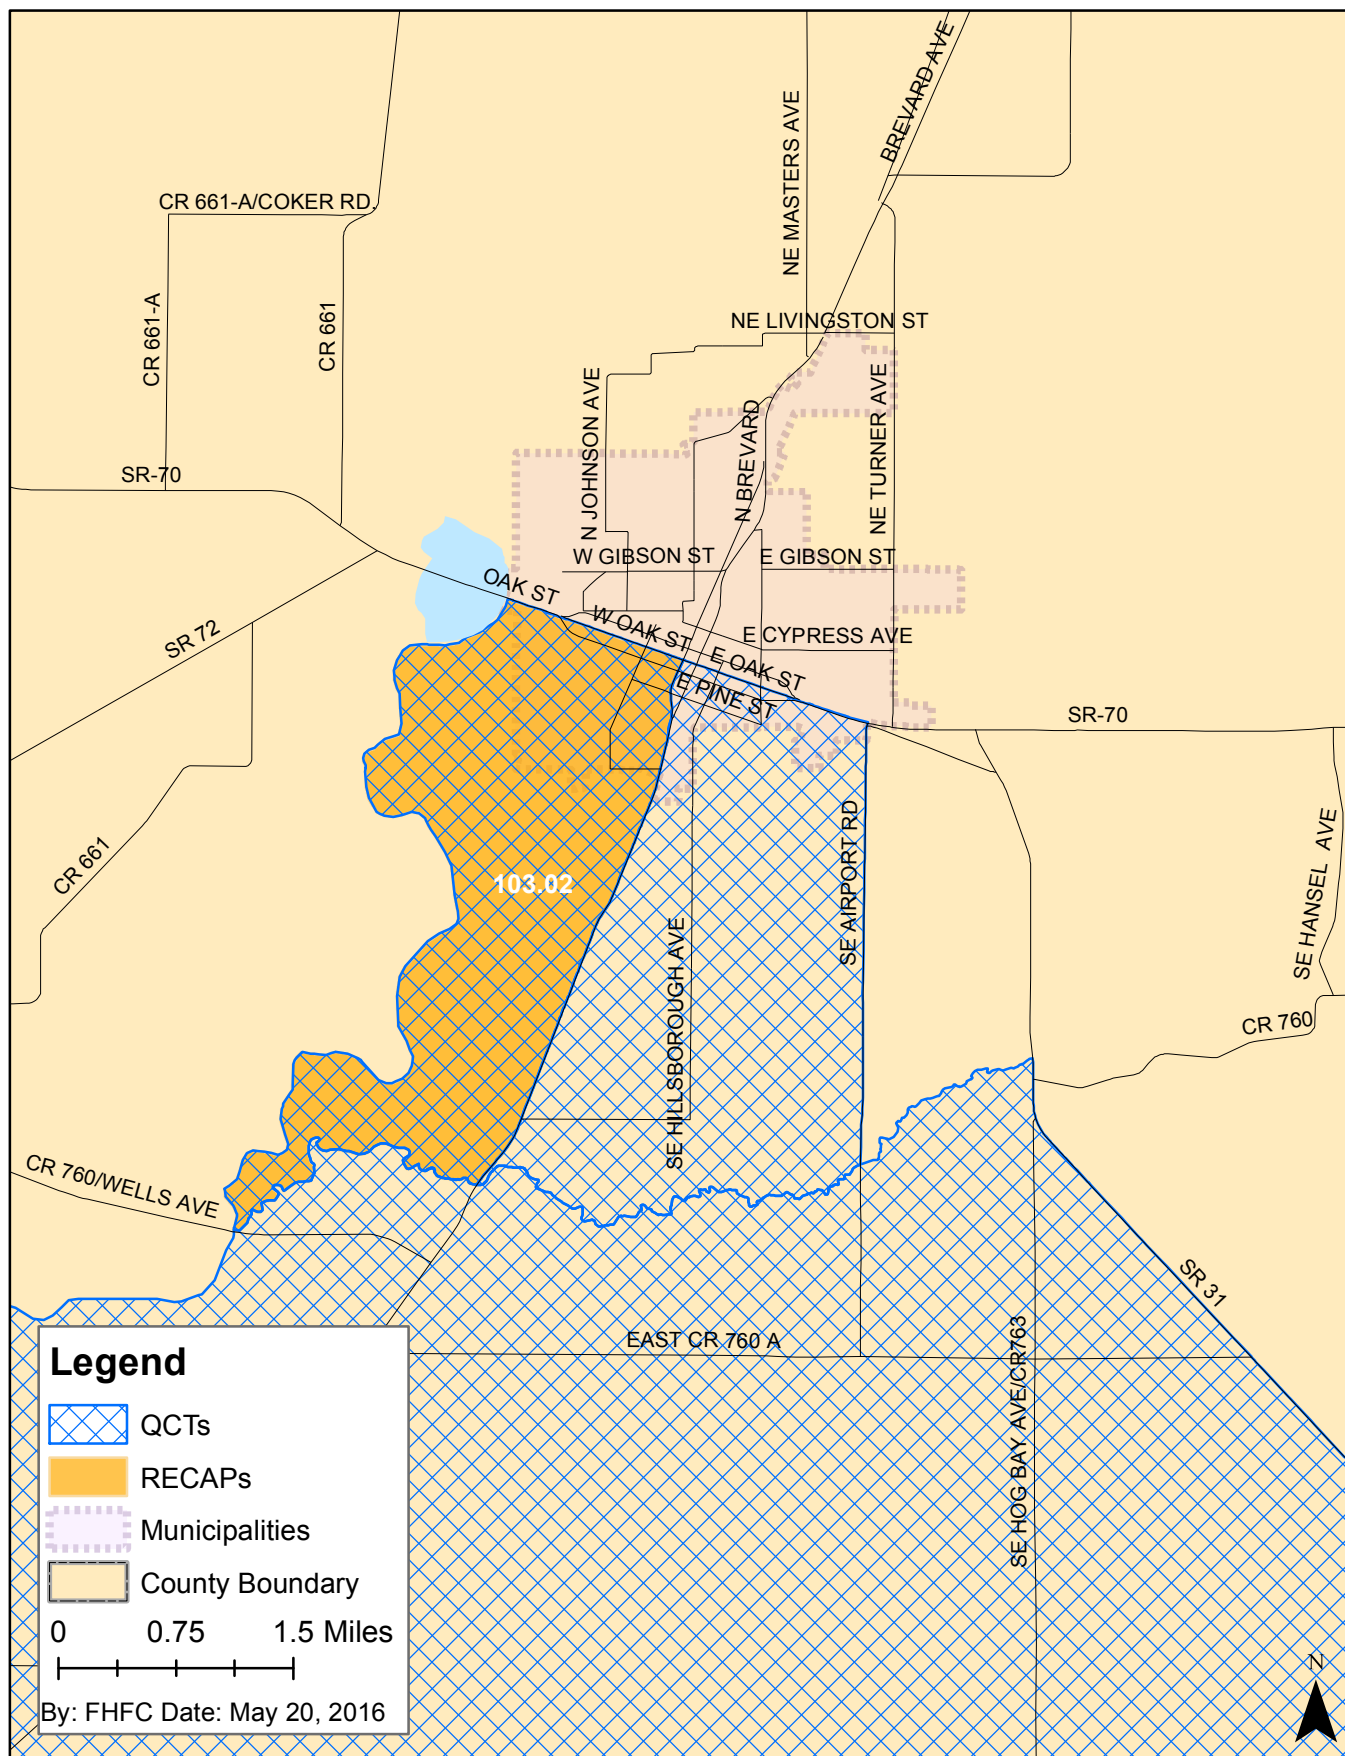 BREVARD AVE
NE MASTERS AVE
CR 661-A/COKER RD.
CR 661-A
CR 661
NE LIVINGSTON ST
N JOHNSON AVE
N BREVARD
NE TURNER AVE
SR-70
W GIBSON ST
E GIBSON ST
OAK ST
W OAK ST
E CYPRESS AVE
E OAK ST
E PINE ST
SR 72
SR-70
CR 661
103.02
SE AIRPORT RD
SE HANSEL AVE
SE HILLSBOROUGH AVE
CR 760
CR 760/WELLS AVE
SR 31
EAST CR 760 A
SE HOG BAY AVE/CR763
Legend
QCTs
RECAPs
Municipalities
County Boundary
0 0.75 1.5 Miles
By: FHFC Date: May 20, 2016
N